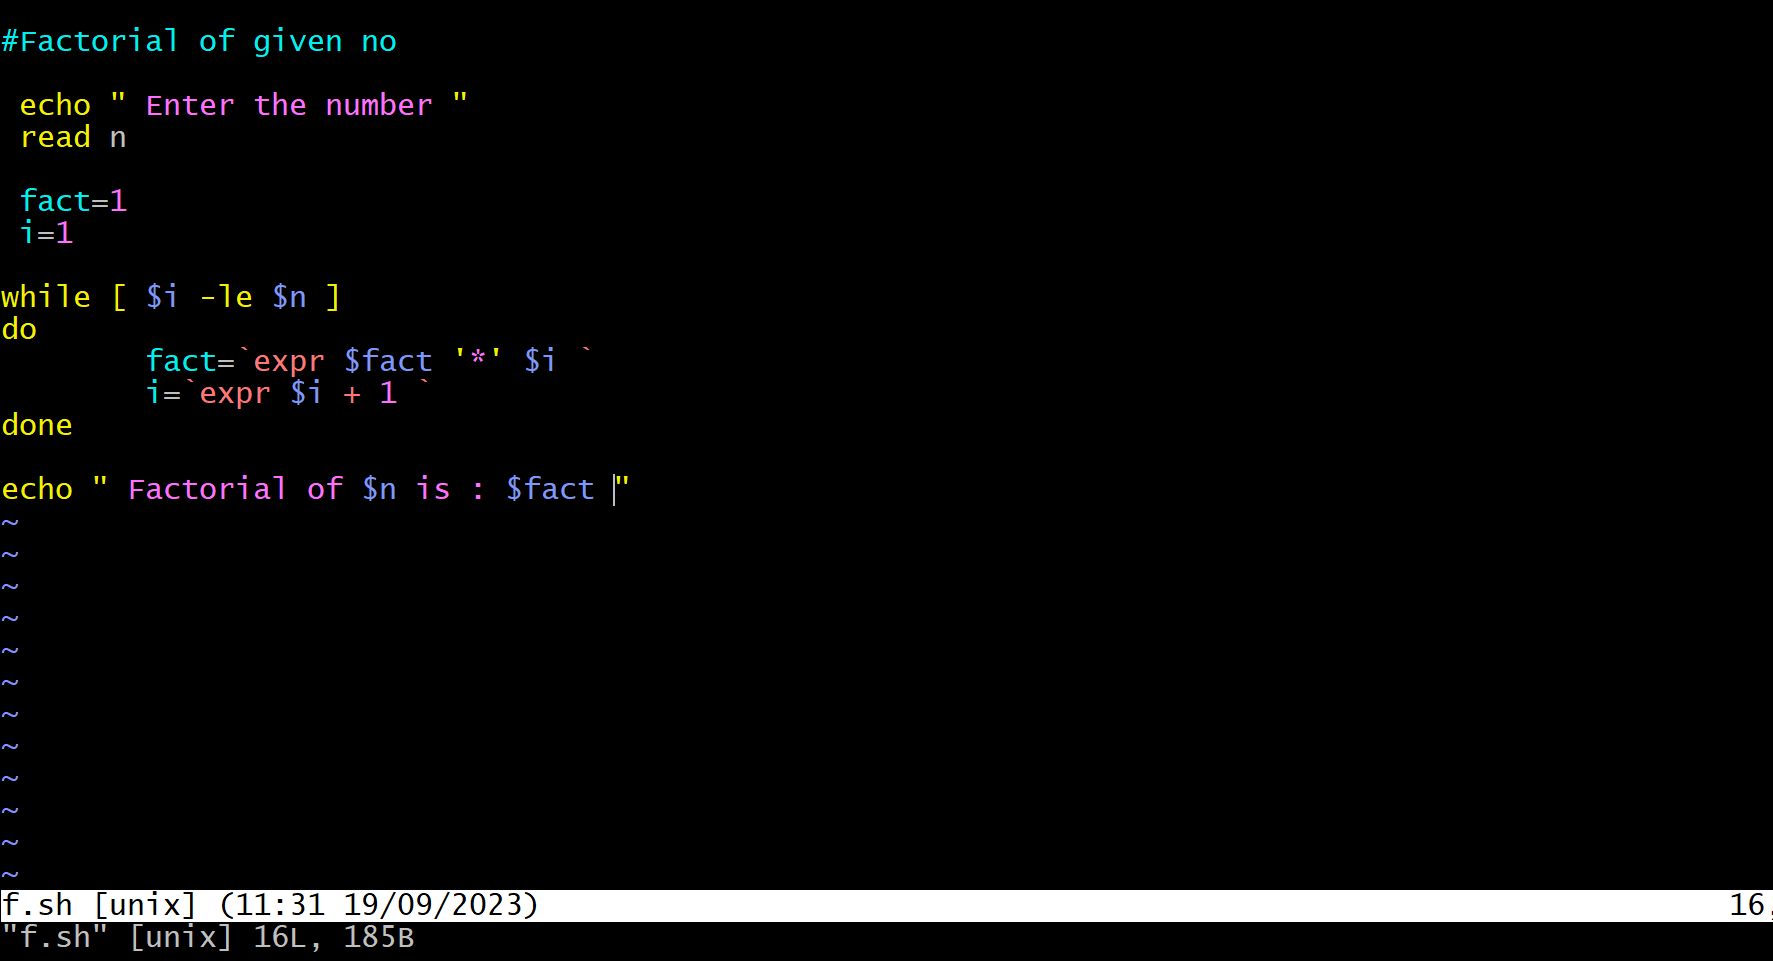 #Factorial of given no
echo " Enter the number "
read n
fact=1
i=1
while [ $i -le $n ]
do
fact=`expr $fact '*' $i `
i=`expr $i + 1 `
done
echo " Factorial of $n is : $fact "
~
~
~
~
~
~
~
~
~
~
~
~
f.sh [unix] (11:31 19/09/2023) 16,
"f.sh" [unix] 16L, 185B